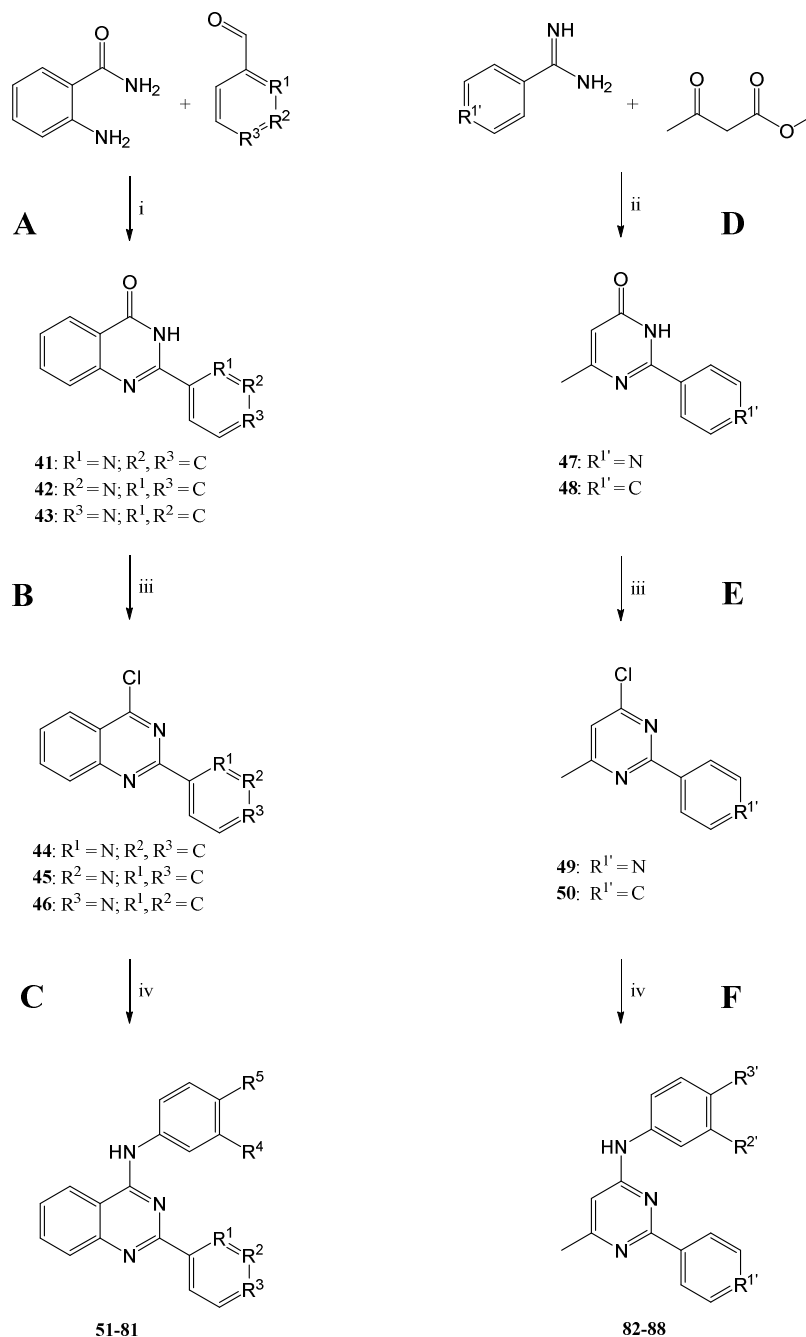 O
NH₂
NH₂
+
O
R¹
R²
R³
NH
NH₂
R¹'
+
O
O
O
A
i
ii
D
O
NH
N
R¹
R²
R³
O
NH
N
R¹'
41: R¹ = N; R², R³ = C
42: R² = N; R¹, R³ = C
43: R³ = N; R¹, R² = C
47: R¹' = N
48: R¹' = C
B
iii
iii
E
Cl
N
N
R¹
R²
R³
Cl
N
N
R¹'
44: R¹ = N; R², R³ = C
45: R² = N; R¹, R³ = C
46: R³ = N; R¹, R² = C
49: R¹' = N
50: R¹' = C
C
iv
iv
F
R⁵
R⁴
HN
N
N
R¹
R²
R³
R³'
R²'
HN
N
N
R¹'
51-81
82-88